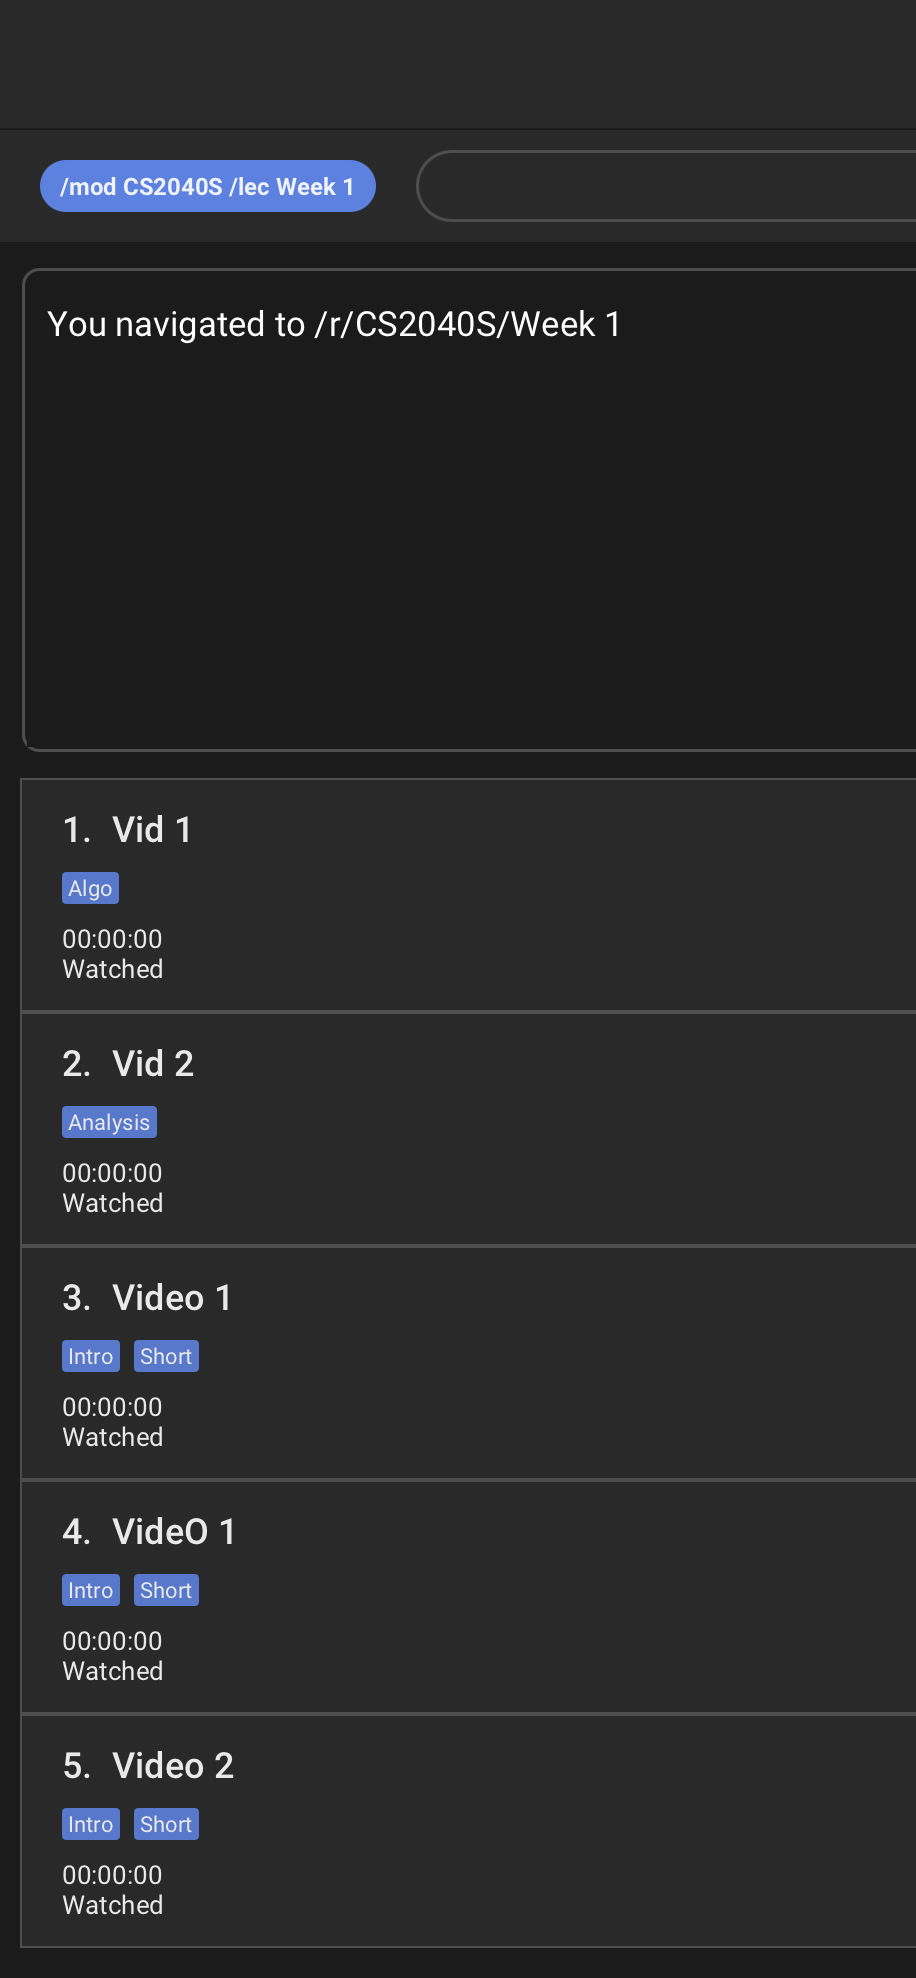 /mod CS2040S /lec Week 1
You navigated to /r/CS2040S/Week 1
1. Vid 1
Algo
00:00:00
Watched
2. Vid 2
Analysis
00:00:00
Watched
3. Video 1
Intro Short
00:00:00
Watched
4. VideO 1
Intro Short
00:00:00
Watched
5. Video 2
Intro Short
00:00:00
Watched